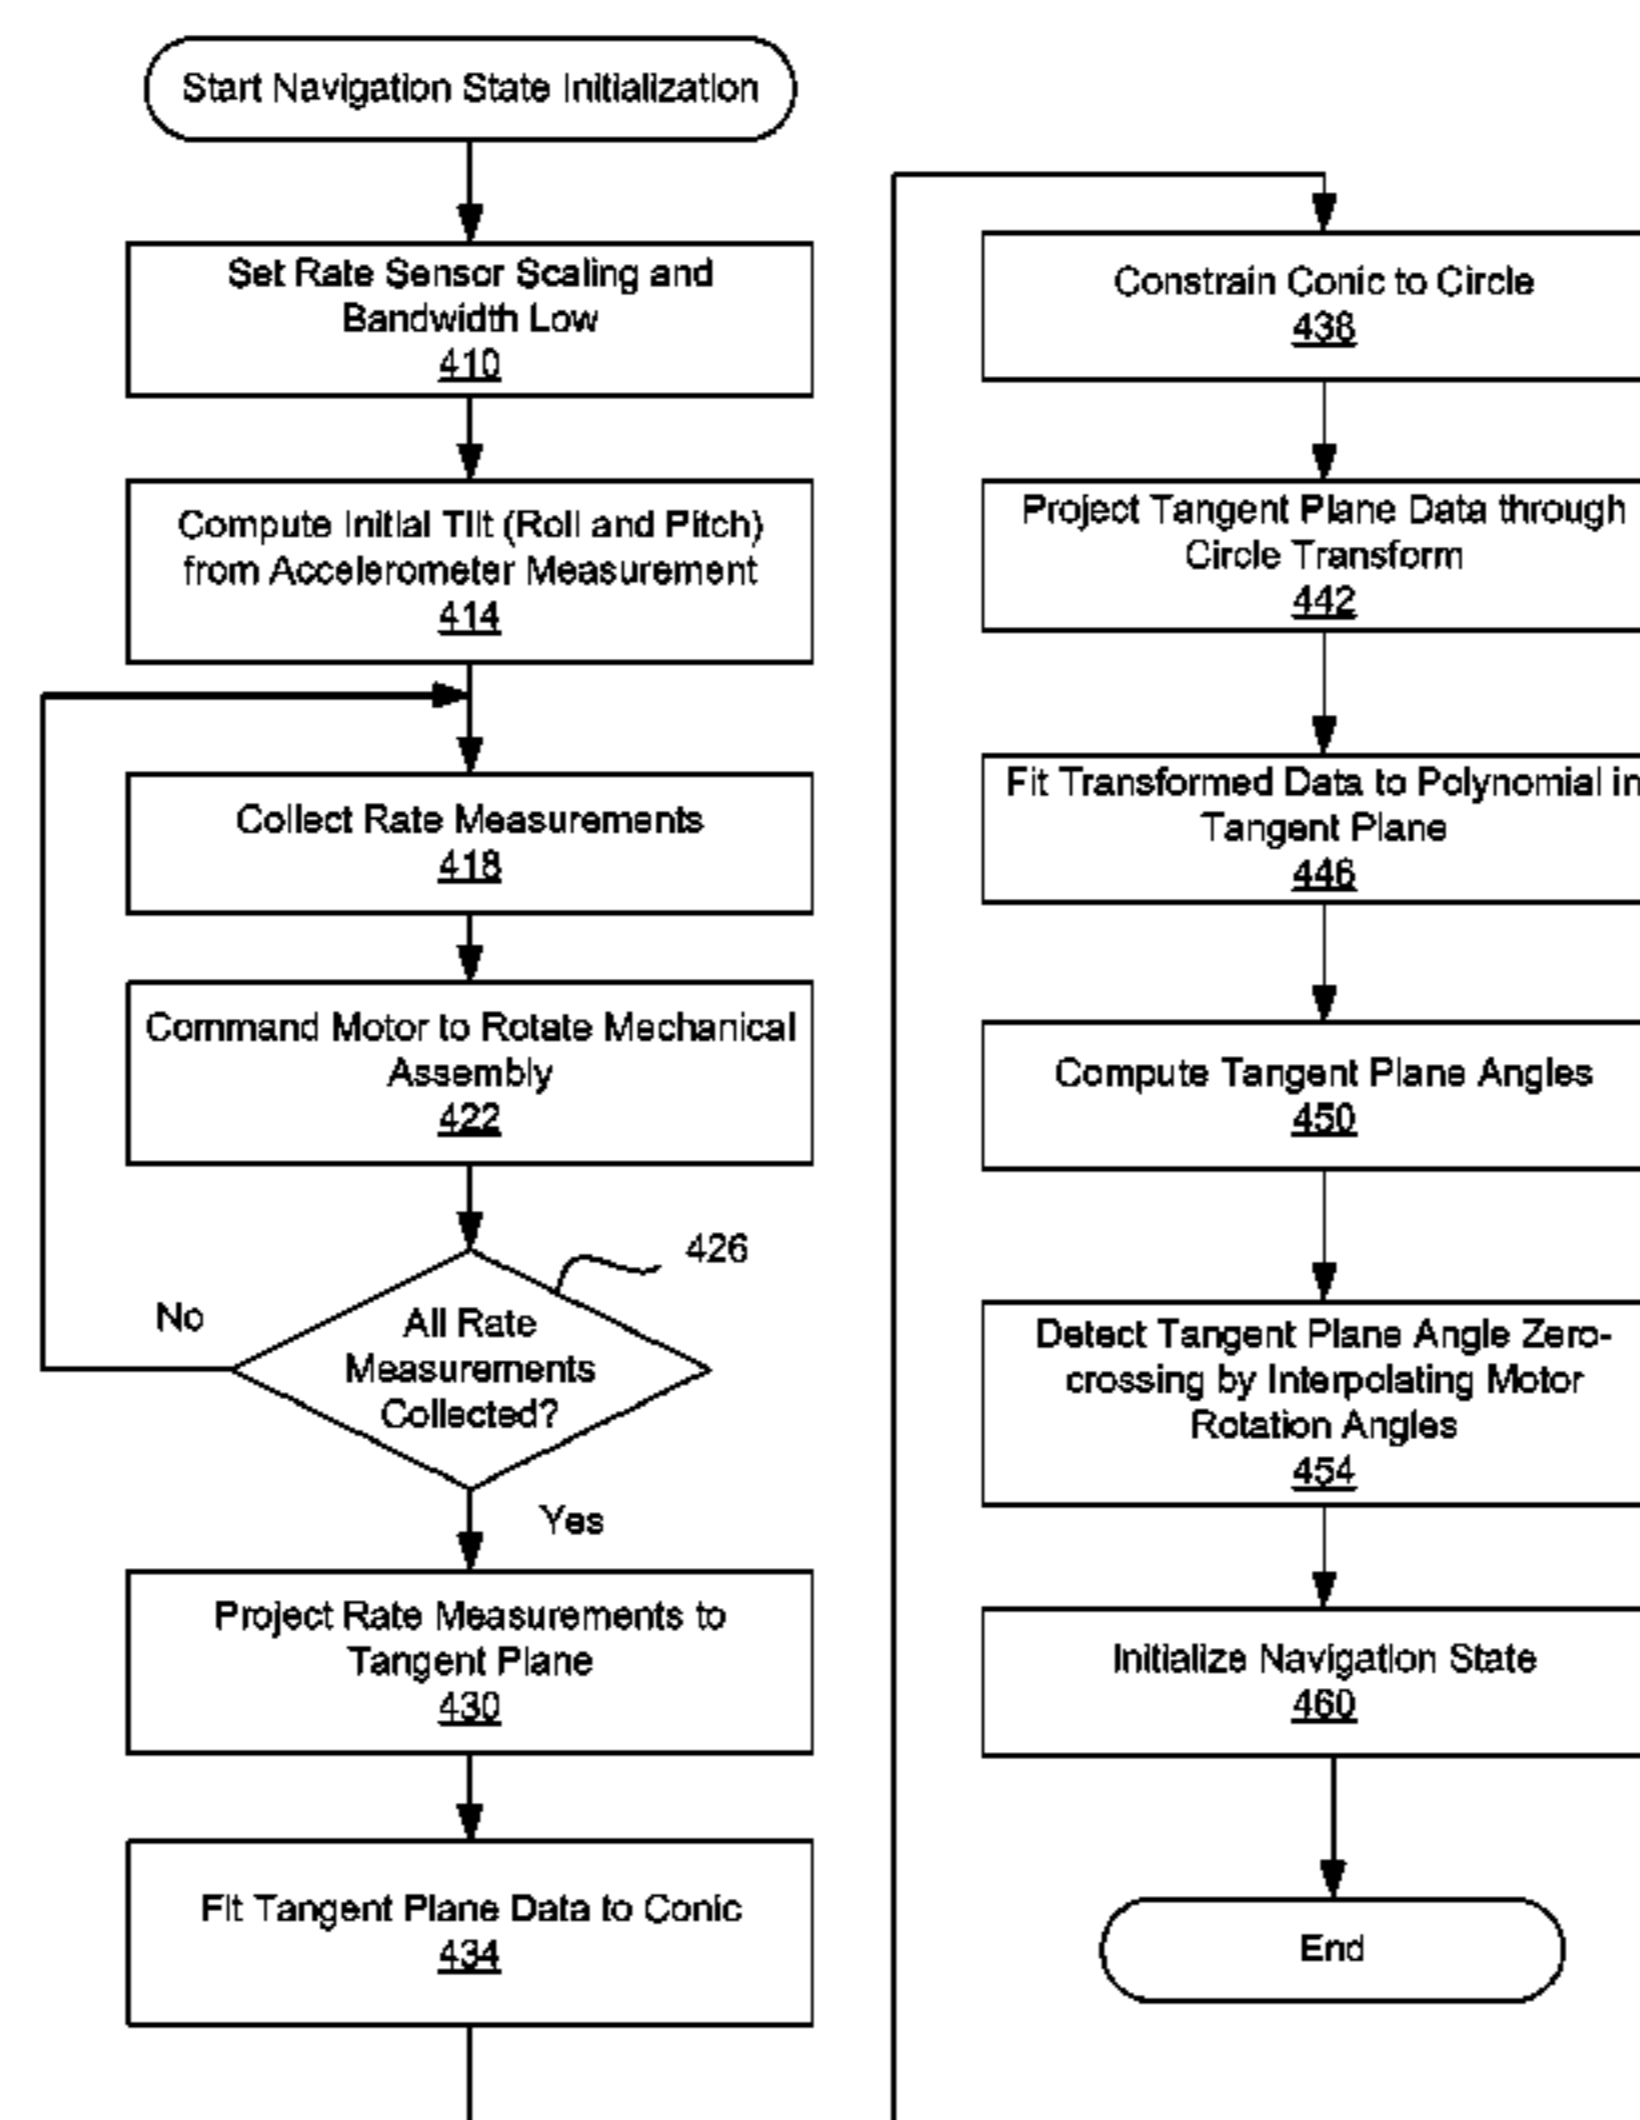 Start Navigation State Initialization
Set Rate Sensor Scaling and
Bandwidth Low
410
Compute Initial Tilt (Roll and Pitch)
from Accelerometer Measurement
414
Collect Rate Measurements
418
Command Motor to Rotate Mechanical
Assembly
422
426
No
All Rate
Measurements
Collected?
Yes
Project Rate Measurements to
Tangent Plane
430
Fit Tangent Plane Data to Conic
434
Constrain Conic to Circle
438
Project Tangent Plane Data through
Circle Transform
442
Fit Transformed Data to Polynomial in
Tangent Plane
446
Compute Tangent Plane Angles
450
Detect Tangent Plane Angle Zero-
crossing by Interpolating Motor
Rotation Angles
454
Initialize Navigation State
460
End